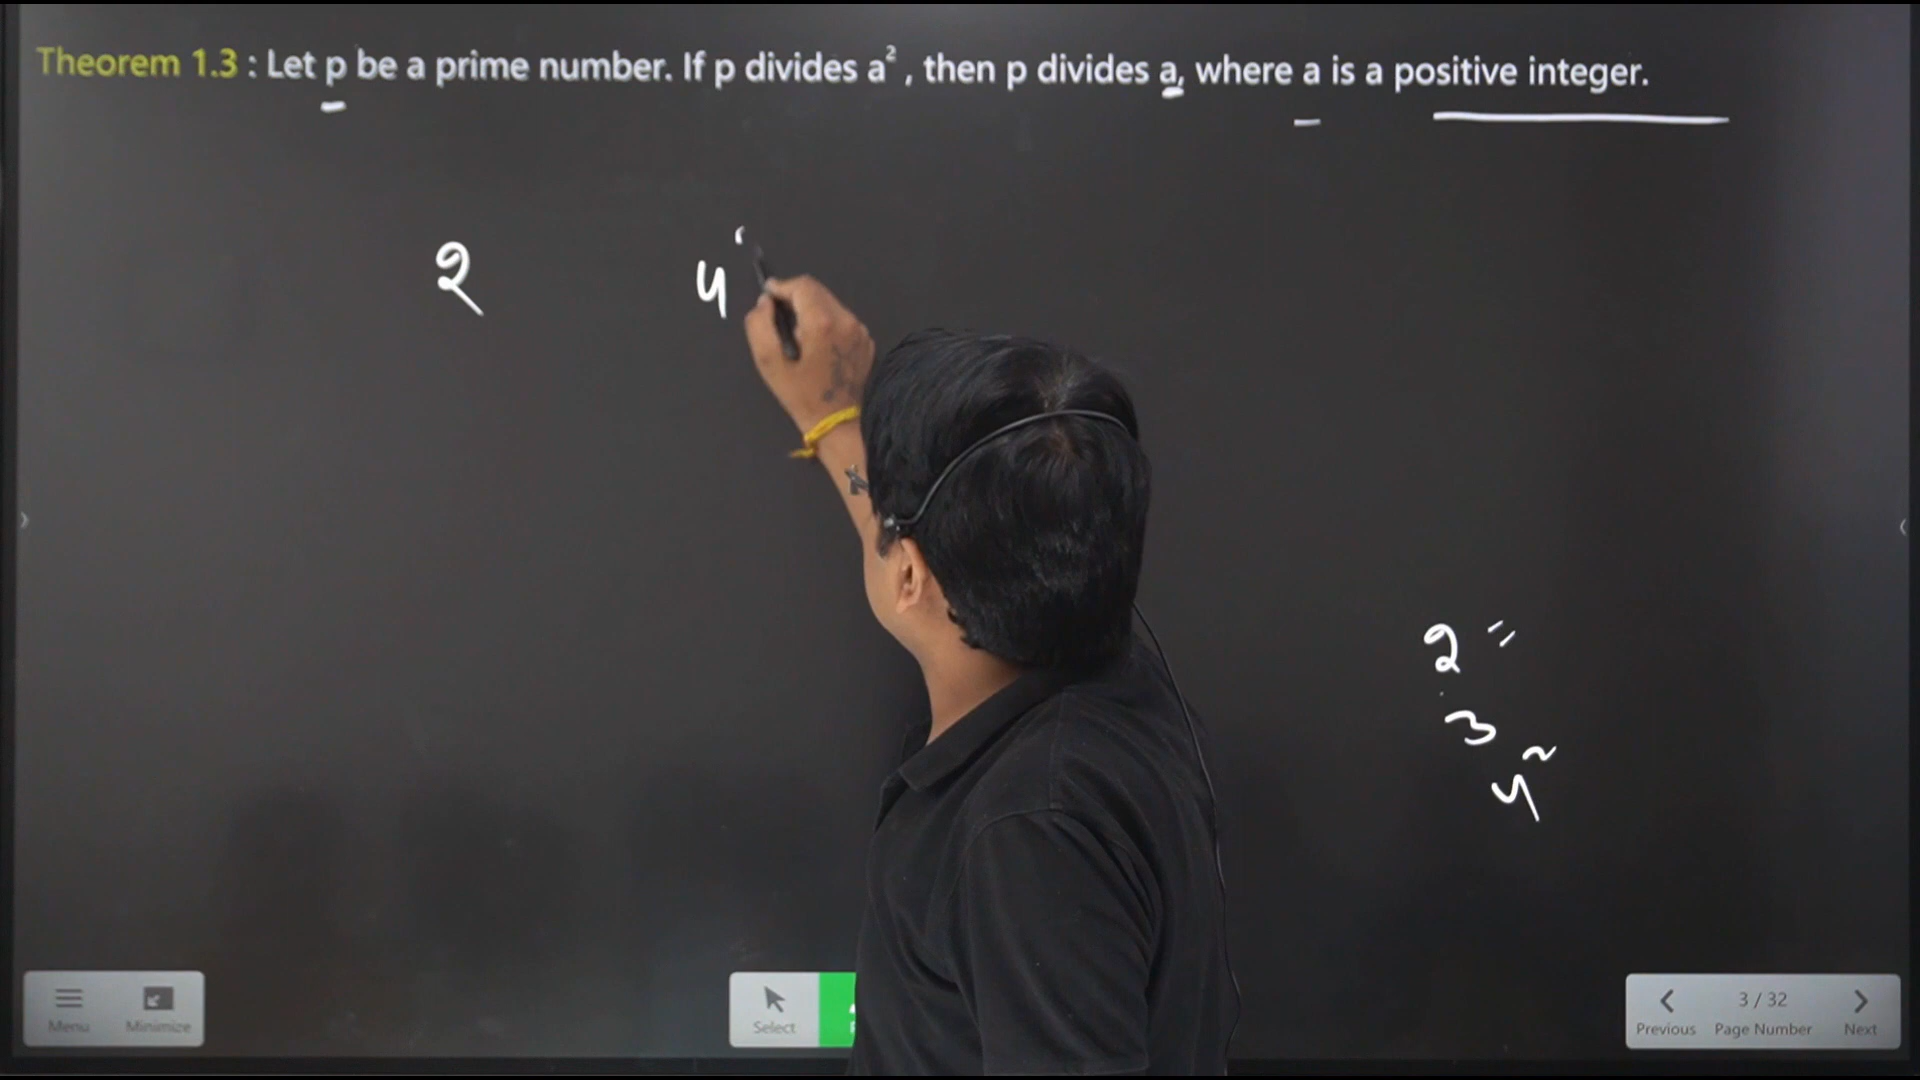 Theorem 1.3 : Let p be a prime number. If p divides a², then p divides a, where a is a positive integer.
2 4
2 "
3
4
Menu Minimize Select 3 / 32
Previous Page Number Next